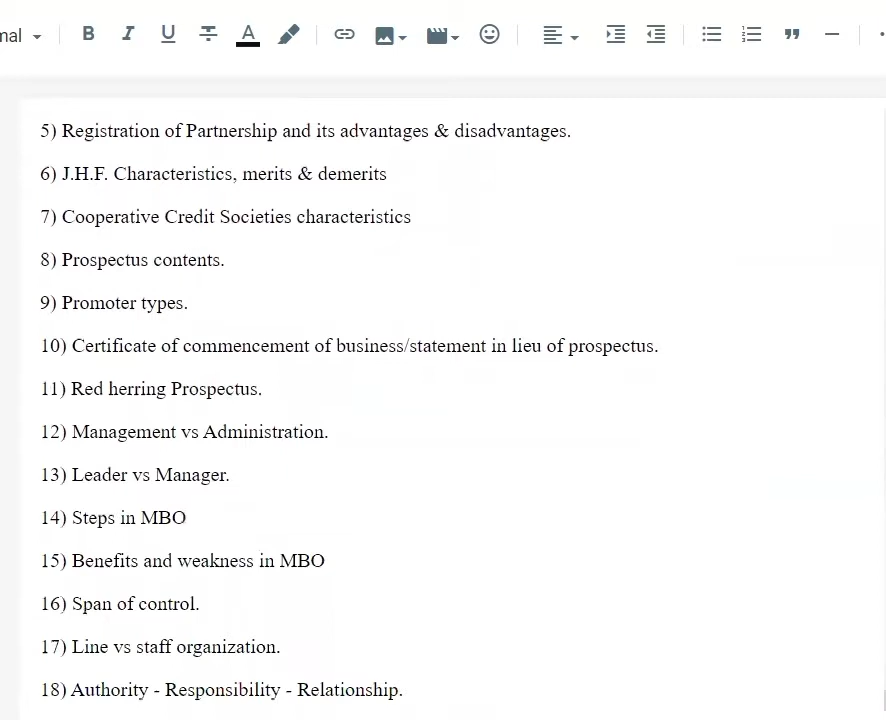 mal
B I U T A
5) Registration of Partnership and its advantages & disadvantages.
6) J.H.F. Characteristics, merits & demerits
7) Cooperative Credit Societies characteristics
8) Prospectus contents.
9) Promoter types.
10) Certificate of commencement of business/statement in lieu of prospectus.
11) Red herring Prospectus.
12) Management vs Administration.
13) Leader vs Manager.
14) Steps in MBO
15) Benefits and weakness in MBO
16) Span of control.
17) Line vs staff organization.
18) Authority - Responsibility - Relationship.